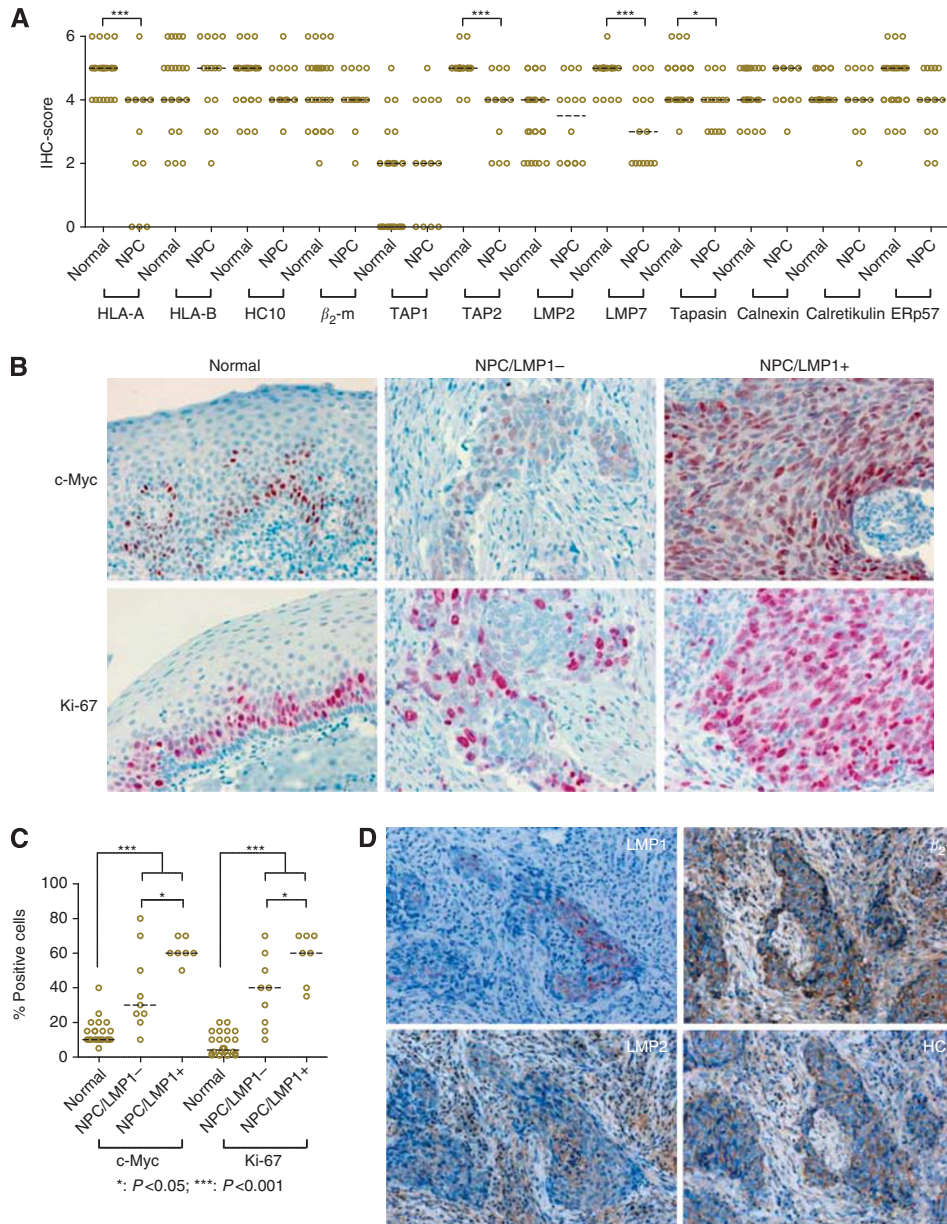 A
***
***
***
*
IHC-score
6
4
2
0
Normal NPC Normal NPC Normal NPC Normal NPC Normal NPC Normal NPC Normal NPC Normal NPC Normal NPC Normal NPC Normal NPC Normal NPC
HLA-A HLA-B HC10 β2-m TAP1 TAP2 LMP2 LMP7 Tapasin Calnexin Calretikulin ERp57
B
Normal NPC/LMP1– NPC/LMP1+
c-Myc
Ki-67
C
*** ***
* *
% Positive cells
100
80
60
40
20
0
Normal NPC/LMP1– NPC/LMP1+ Normal NPC/LMP1– NPC/LMP1+
c-Myc Ki-67
*: P<0.05; ***: P<0.001
D
LMP1
β2
LMP2
HC